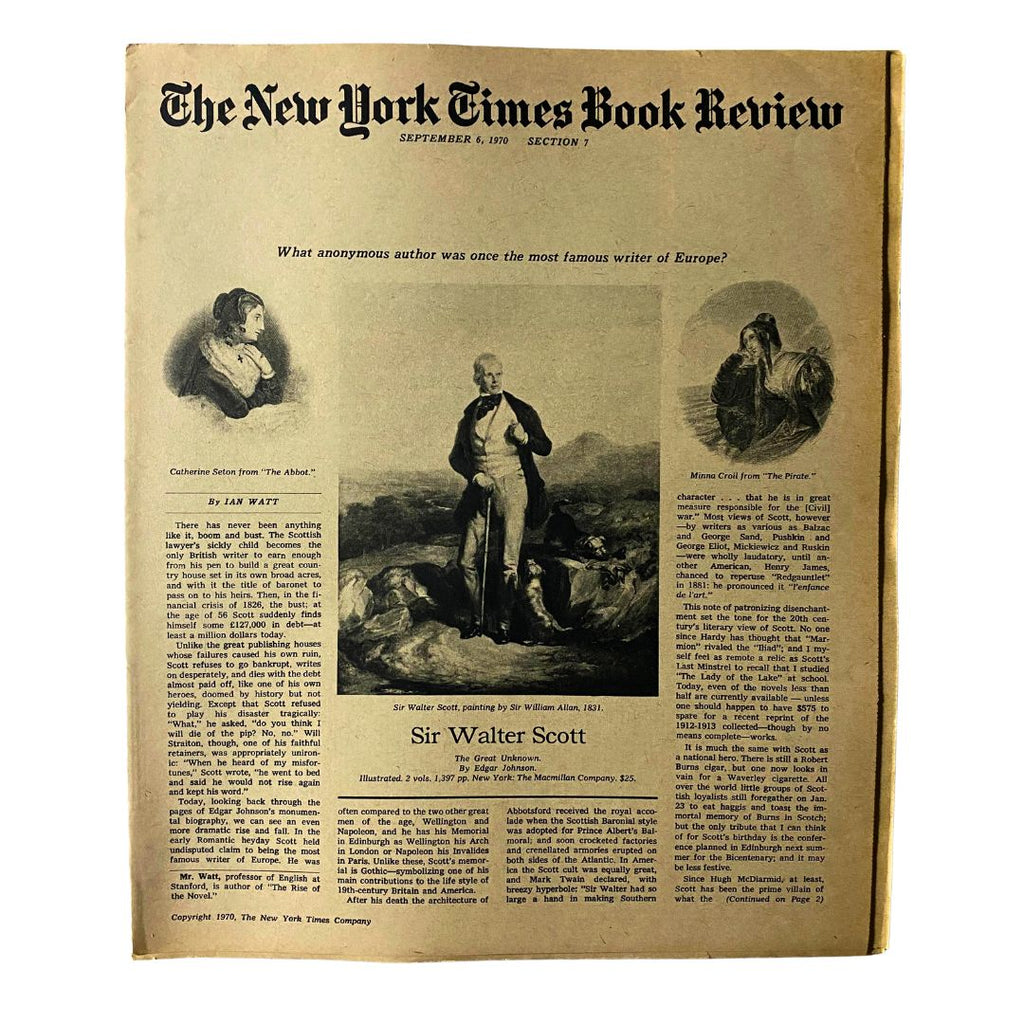 The New York Times Book Review
SEPTEMBER 6, 1970 SECTION 7
What anonymous author was once the most famous writer of Europe?
Catherine Seton from "The Abbot."
By IAN WATT
There has never been anything
like it, boom and bust. The Scottish
lawyer's sickly child becomes the
only British writer to earn enough
from his pen to build a great coun-
try house set in its own broad acres,
and with it the title of baronet to
pass on to his heirs. Then, in the fi-
nancial crisis of 1826, the bust; at
the age of 56 Scott suddenly finds
himself some £127,000 in debt—at
least a million dollars today.
Unlike the great publishing houses
whose failures caused his own ruin,
Scott refuses to go bankrupt, writes
on desperately, and dies with the debt
almost paid off, like one of his own
heroes, doomed by history but not
yielding. Except that Scott refused
to play his disaster tragically:
"What," he asked, "do you think I
will die of the pip? No, no." Will
Straiton, though, one of his faithful
retainers, was appropriately uniron-
ic: "When he heard of my misfor-
tunes," Scott wrote, "he went to bed
and said he would not rise again
and kept his word."
Today, looking back through the
pages of Edgar Johnson's monumen-
tal biography, we can see an even
more dramatic rise and fall. In the
early Romantic heyday Scott held
undisputed claim to being the most
famous writer of Europe. He was
Mr. Watt, professor of English at
Stanford, is author of "The Rise of
the Novel."
Copyright 1970, The New York Times Company
Sir Walter Scott, painting by Sir William Allan, 1831.
Sir Walter Scott
The Great Unknown.
By Edgar Johnson.
Illustrated. 2 vols. 1,397 pp. New York: The Macmillan Company. $25.
often compared to the two other great
men of the age, Wellington and
Napoleon, and he has his Memorial
in Edinburgh as Wellington his Arch
in London or Napoleon his Invalides
in Paris. Unlike these, Scott's memor-
ial is Gothic—symbolizing one of his
main contributions to the life style of
19th-century Britain and America.
After his death the architecture of
Abbotsford received the royal acco-
lade when the Scottish Baronial style
was adopted for Prince Albert's Bal-
moral; and soon crocketed factories
and crenellated armories erupted on
both sides of the Atlantic. In Amer-
ica the Scott cult was equally great,
and Mark Twain declared, with
breezy hyperbole: "Sir Walter had so
large a hand in making Southern
Minna Croil from "The Pirate."
character . . . that he is in great
measure responsible for the [Civil]
war." Most views of Scott, however
—by writers as various as Balzac
and George Sand, Pushkin and
George Eliot, Mickiewicz and Ruskin
—were wholly laudatory, until an-
other American, Henry James,
chanced to reperuse "Redgauntlet"
in 1881: he pronounced it "l'enfance
de l'art."
This note of patronizing disenchant-
ment set the tone for the 20th cen-
tury's literary view of Scott. No one
since Hardy has thought that "Mar-
mion" rivaled the "Iliad"; and I my-
self feel as remote a relic as Scott's
Last Minstrel to recall that I studied
"The Lady of the Lake" at school.
Today, even of the novels less than
half are currently available — unless
one should happen to have $575 to
spare for a recent reprint of the
1912-1913 collected—though by no
means complete—works.
It is much the same with Scott as
a national hero. There is still a Robert
Burns cigar, but one now looks in
vain for a Waverley cigarette. All
over the world little groups of Scot-
tish loyalists still foregather on Jan.
23 to eat haggis and toast the im-
mortal memory of Burns in Scotch;
but the only tribute that I can think
of for Scott's birthday is the confer-
ence planned in Edinburgh next sum-
mer for the Bicentenary; and it may
be less festive.
Since Hugh McDiarmid, at least,
Scott has been the prime villain of
what the (Continued on Page 2)